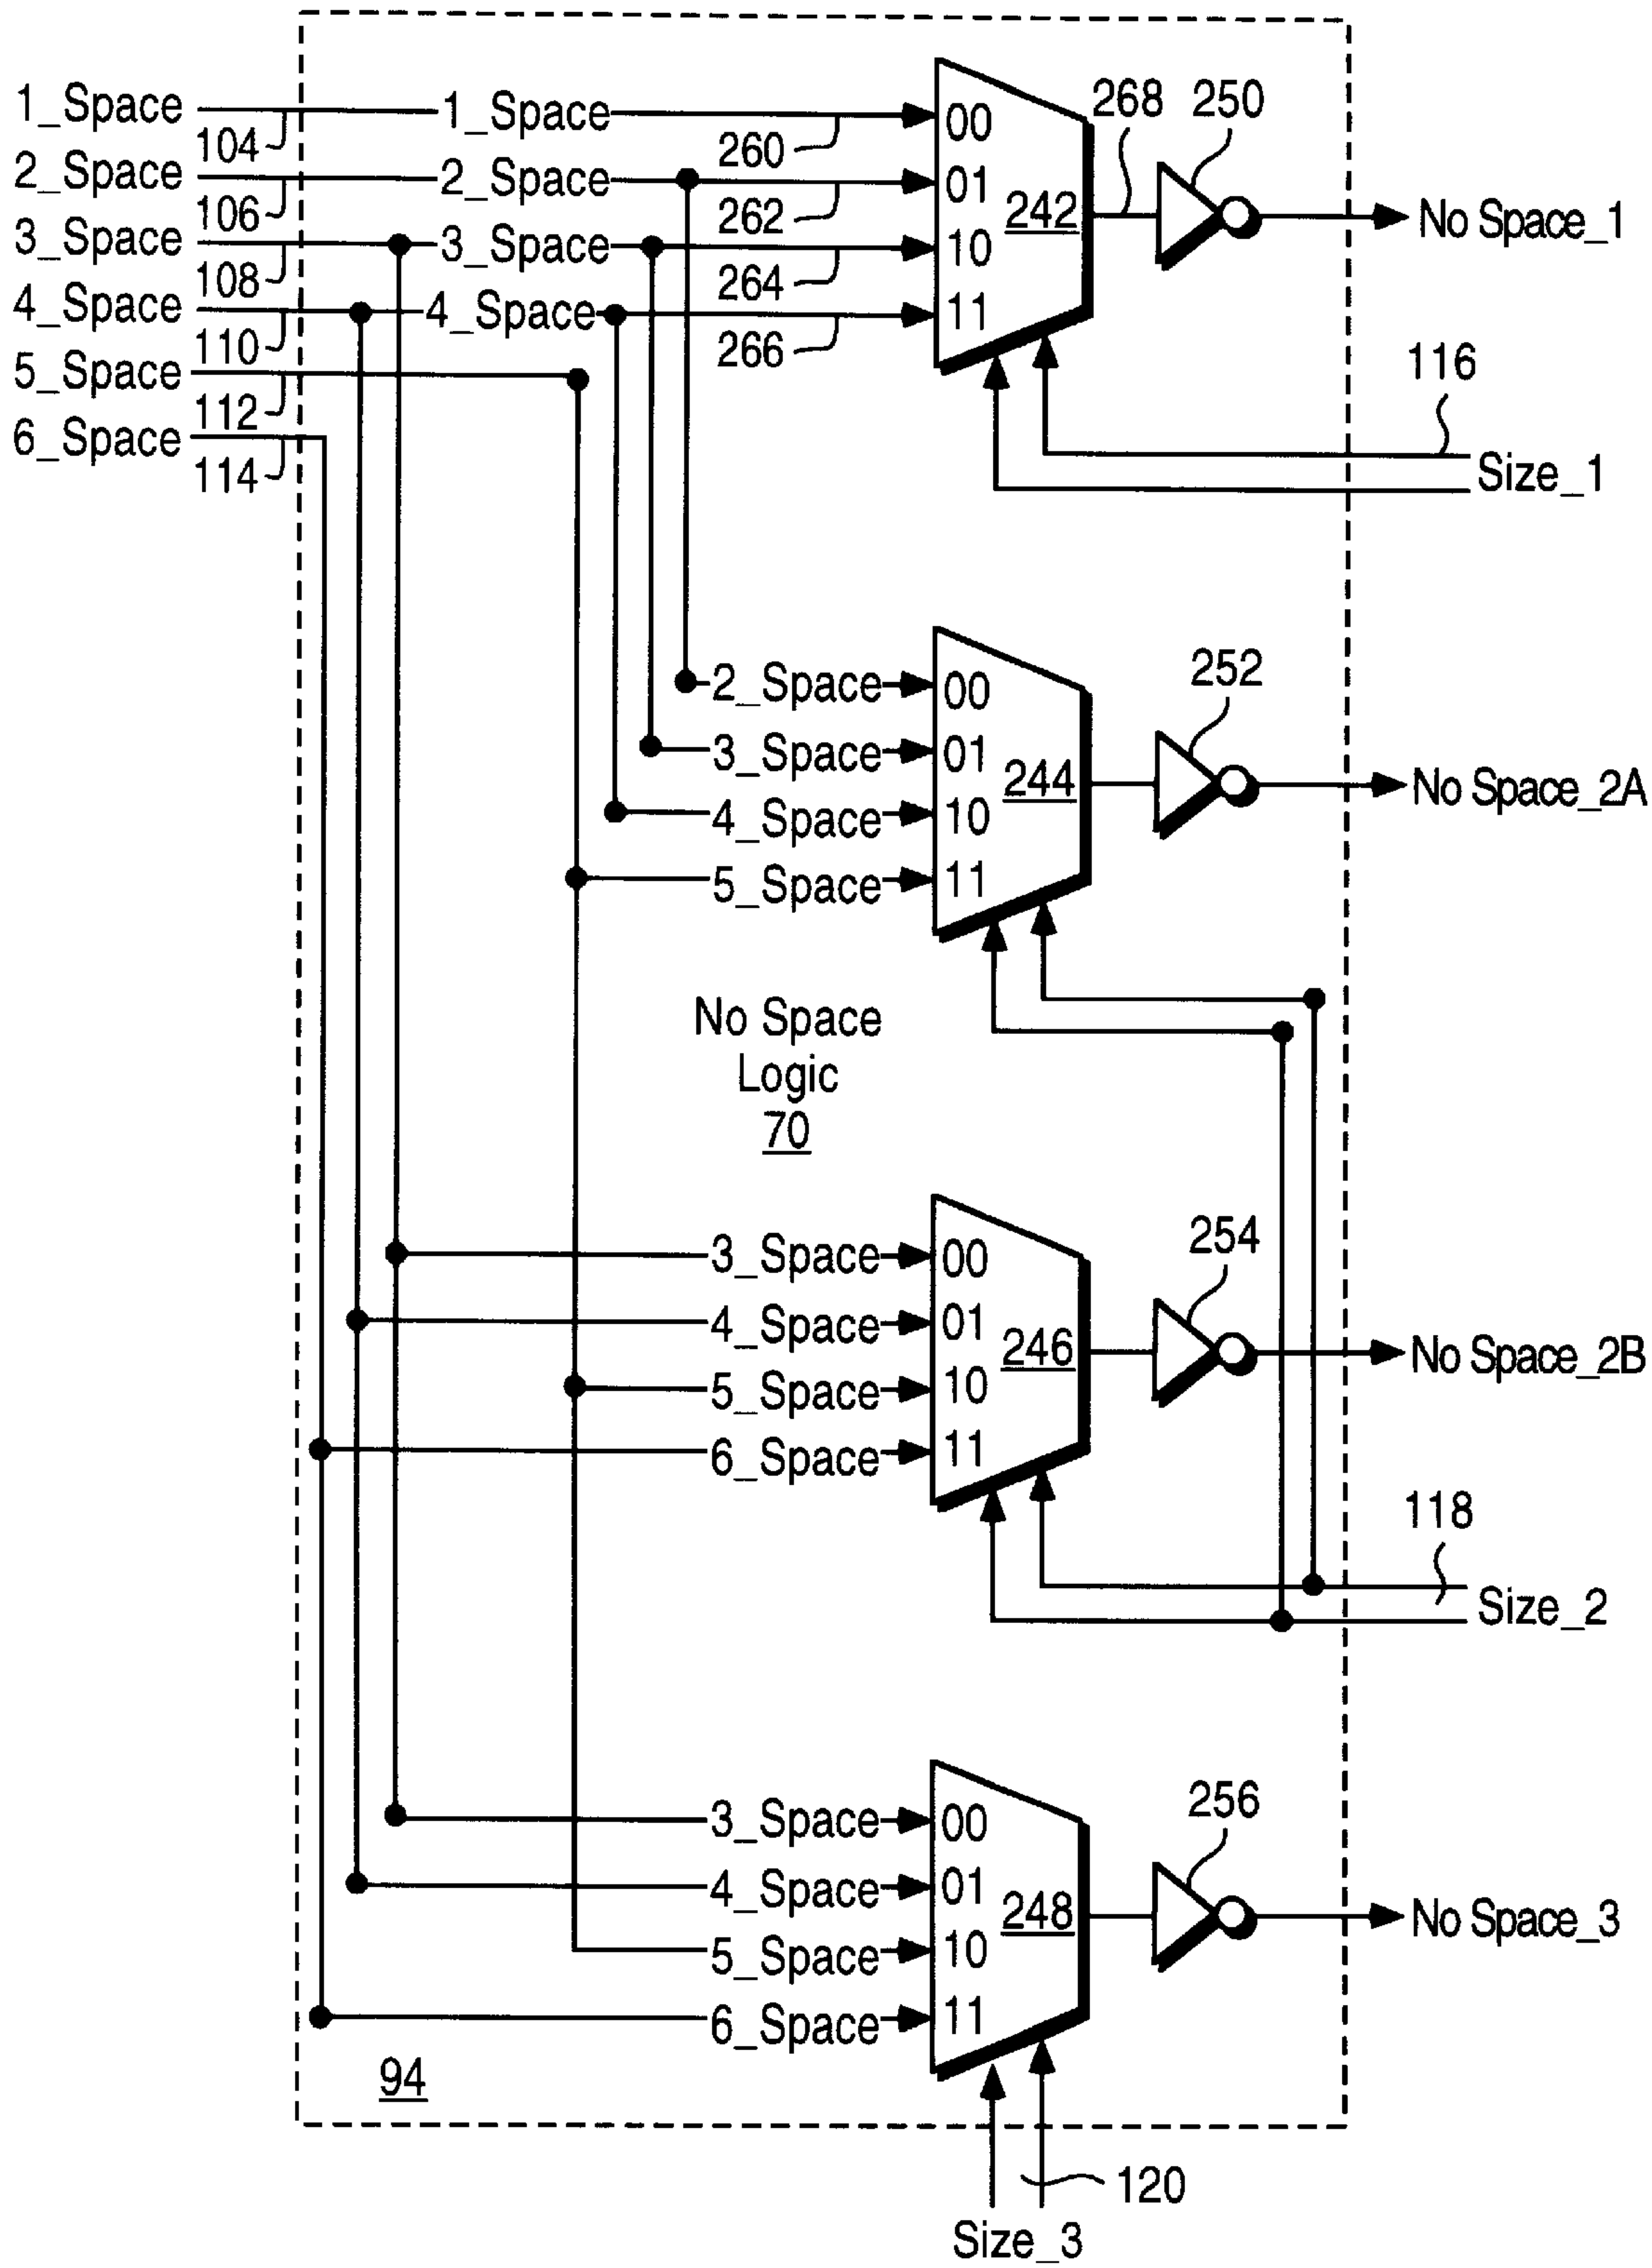 1_Space
104
2_Space
106
3_Space
108
4_Space
110
5_Space
112
6_Space
114
1_Space
260
2_Space
262
3_Space
264
4_Space
266
00
01
10
11
242
268
250
No Space_1
116
Size_1
2_Space
3_Space
4_Space
5_Space
00
01
10
11
244
252
No Space_2A
No Space
Logic
70
3_Space
4_Space
5_Space
6_Space
00
01
10
11
246
254
No Space_2B
118
Size_2
3_Space
4_Space
5_Space
6_Space
00
01
10
11
248
256
No Space_3
94
120
Size_3